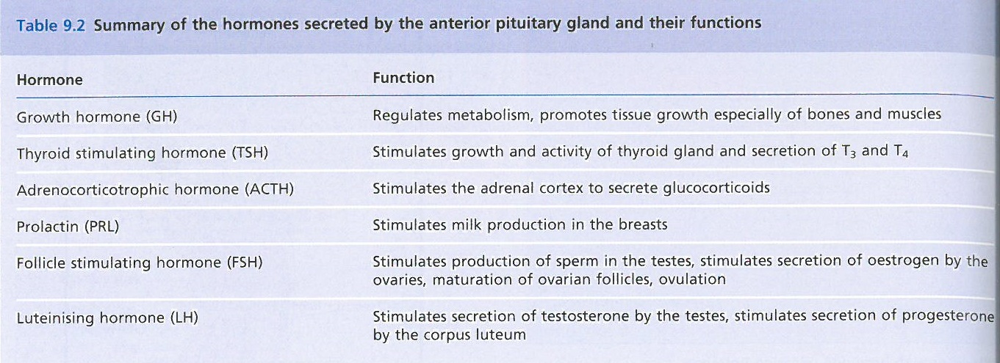 Table 9.2 Summary of the hormones secreted by the anterior pituitary gland and their functions
Hormone Function
Growth hormone (GH) Regulates metabolism, promotes tissue growth especially of bones and muscles
Thyroid stimulating hormone (TSH) Stimulates growth and activity of thyroid gland and secretion of T₃ and T₄
Adrenocorticotrophic hormone (ACTH) Stimulates the adrenal cortex to secrete glucocorticoids
Prolactin (PRL) Stimulates milk production in the breasts
Follicle stimulating hormone (FSH) Stimulates production of sperm in the testes, stimulates secretion of oestrogen by the
ovaries, maturation of ovarian follicles, ovulation
Luteinising hormone (LH) Stimulates secretion of testosterone by the testes, stimulates secretion of progesterone
by the corpus luteum